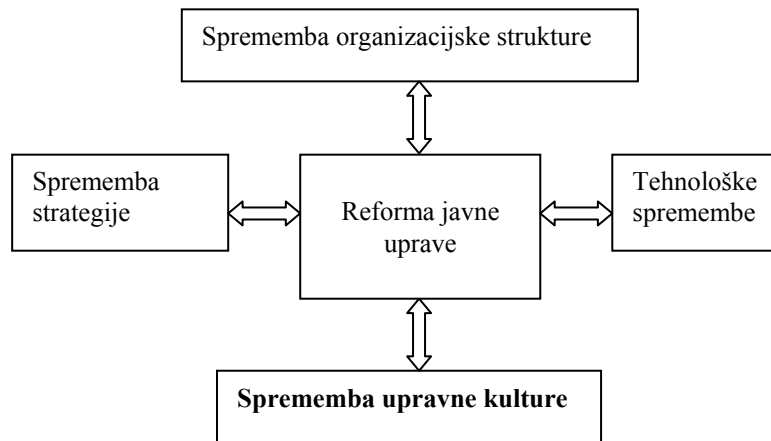 Sprememba organizacijske strukture
Sprememba
strategije
Reforma javne
uprave
Tehnološke
spremembe
Sprememba upravne kulture